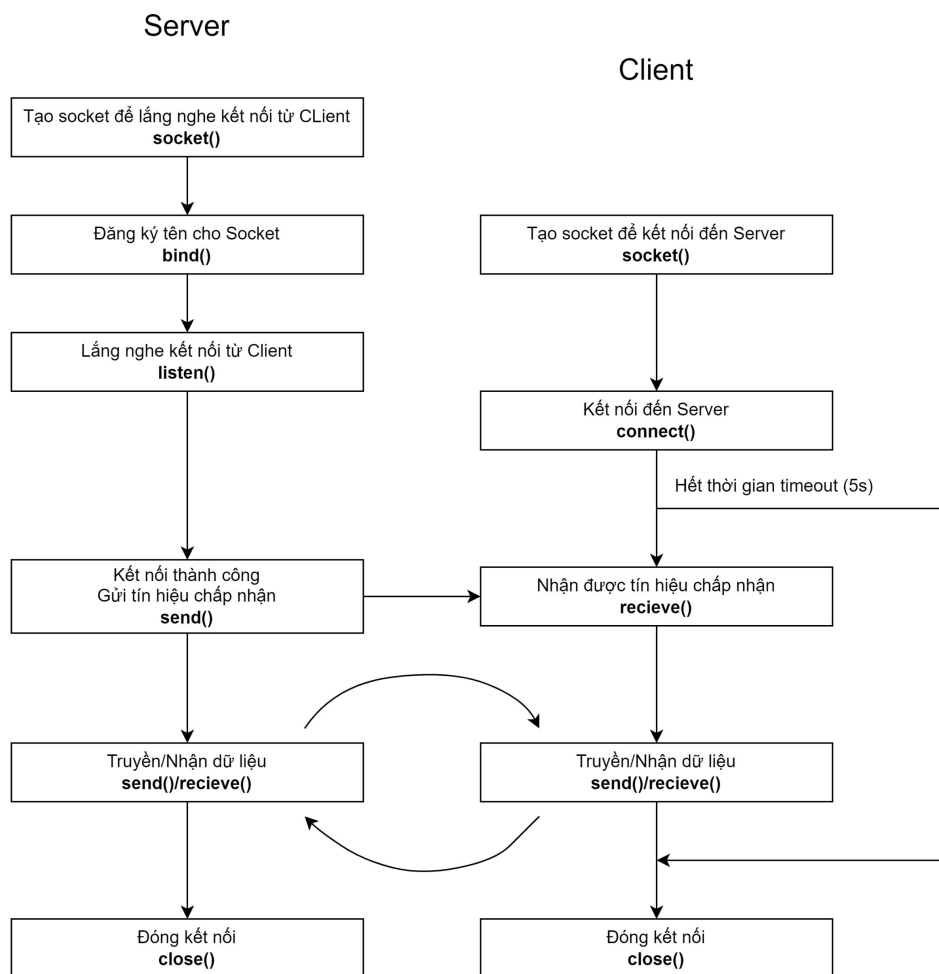 Server
Client
Tạo socket để lắng nghe kết nối từ CLient
socket()
Đăng ký tên cho Socket
bind()
Tạo socket để kết nối đến Server
socket()
Lắng nghe kết nối từ Client
listen()
Kết nối đến Server
connect()
Hết thời gian timeout (5s)
Kết nối thành công
Gửi tín hiệu chấp nhận
send()
Nhận được tín hiệu chấp nhận
recieve()
Truyền/Nhận dữ liệu
send()/recieve()
Truyền/Nhận dữ liệu
send()/recieve()
Đóng kết nối
close()
Đóng kết nối
close()